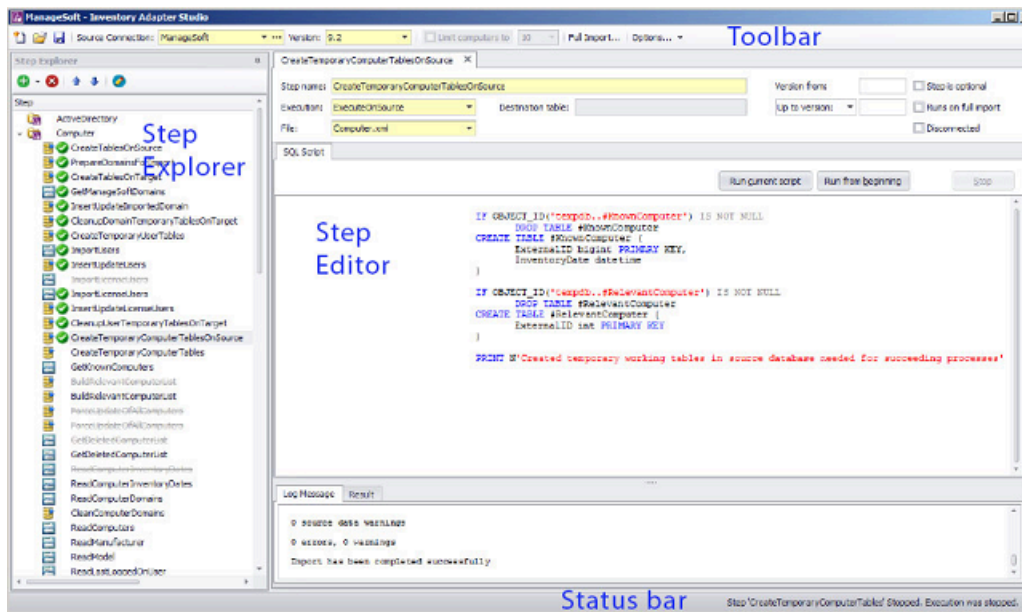 ManageSoft - Inventory Adapter Studio
Source Connection: ManageSoft ... Version: 9.2 Limit computers to 10 Full Import... Options...
Toolbar
Step Explorer
Step
ActiveDirectory
Computer
CreateTablesOnSource
PrepareDomainsForImport
CreateTablesOnTarget
GetManageSoftDomains
InsertUpdateImportedDomain
CleanupDomainTemporaryTablesOnTarget
CreateTemporaryUserTables
ImportUsers
InsertUpdateUsers
ImportLicenseUsers
ImportLicenseUsers
InsertUpdateLicenseUsers
CleanupUserTemporaryTablesOnTarget
CreateTemporaryComputerTablesOnSource
CreateTemporaryComputerTables
GetKnownComputers
BuildRelevantComputerList
BuildRelevantComputerList
ForceUpdateOfAllComputers
ForceUpdateOfAllComputers
GetDeletedComputerList
GetDeletedComputerList
ReadComputerInventoryDates
ReadComputerInventoryDates
ReadComputerDomains
CleanComputerDomains
ReadComputers
ReadManufacturer
ReadModel
ReadLastLoggedOnUser
Step
Explorer
CreateTemporaryComputerTablesOnSource
Step name: CreateTemporaryComputerTablesOnSource Version from: Step is optional
Execution: ExecuteOnSource Destination table: Up to version: Runs on full import
File: Computer.xml Disconnected
SQL Script
Run current script Run from beginning Stop
Step
Editor
IF OBJECT_ID('tempdb..#KnownComputer') IS NOT NULL
DROP TABLE #KnownComputer
CREATE TABLE #KnownComputer (
ExternalID bigint PRIMARY KEY,
InventoryDate datetime
)
IF OBJECT_ID('tempdb..#RelevantComputer') IS NOT NULL
DROP TABLE #RelevantComputer
CREATE TABLE #RelevantComputer (
ExternalID int PRIMARY KEY
)
PRINT N'Created temporary working tables in source database needed for succeeding processes'
Log Message Result
0 source data warnings
0 errors, 0 warnings
Import has been completed successfully
Status bar
Step 'CreateTemporaryComputerTables' Stopped. Execution was stopped.